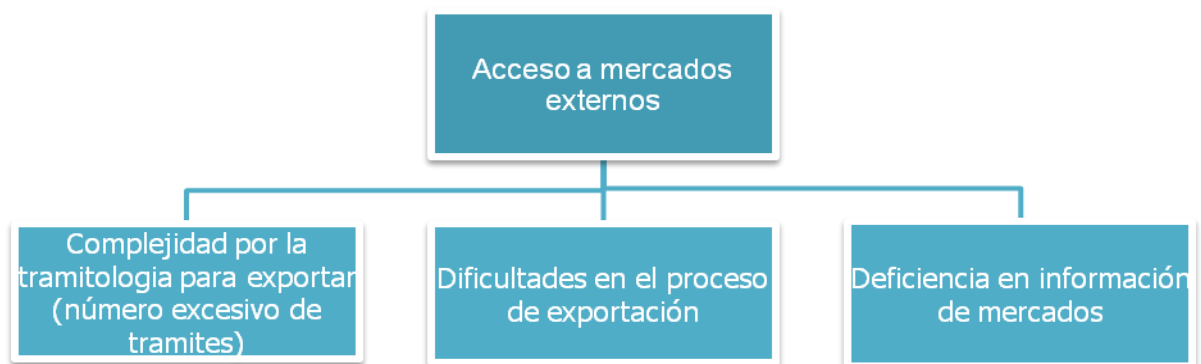 Acceso a mercados
externos
Complejidad por la
tramitologia para exportar
(número excesivo de
tramites)
Dificultades en el proceso
de exportación
Deficiencia en información
de mercados